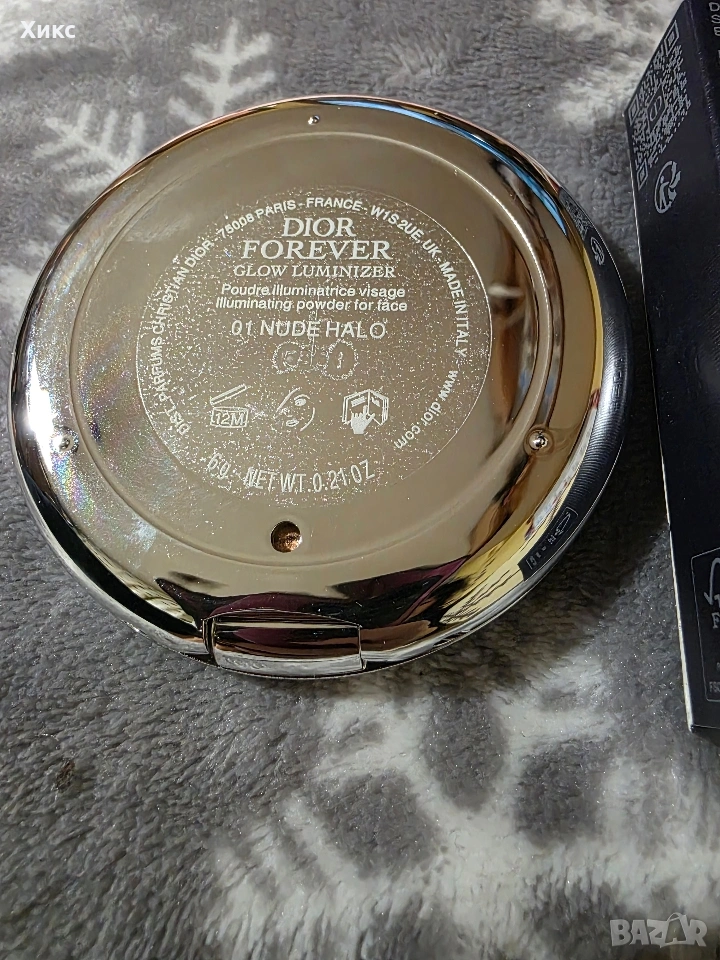 Хикс
DIST. PARFUMS CHRISTIAN DIOR - 75008 PARIS - FRANCE - W1S 2UE UK - MADE IN ITALY www.dior.com
DIOR
FOREVER
GLOW LUMINIZER
Poudre illuminatrice visage
Illuminating powder for face
01 NUDE HALO
12M
NET WT. 0.21 OZ
BAZAR